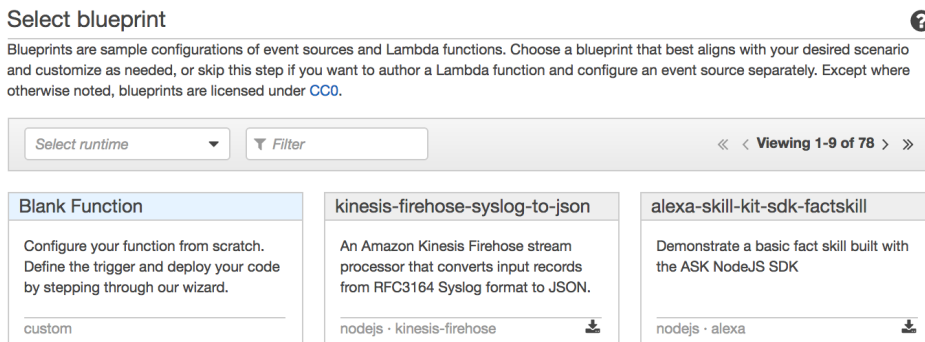 Select blueprint
Blueprints are sample configurations of event sources and Lambda functions. Choose a blueprint that best aligns with your desired scenario
and customize as needed, or skip this step if you want to author a Lambda function and configure an event source separately. Except where
otherwise noted, blueprints are licensed under CC0.
Select runtime
Filter
« < Viewing 1-9 of 78 > »
Blank Function
Configure your function from scratch.
Define the trigger and deploy your code
by stepping through our wizard.
custom
kinesis-firehose-syslog-to-json
An Amazon Kinesis Firehose stream
processor that converts input records
from RFC3164 Syslog format to JSON.
nodejs · kinesis-firehose
alexa-skill-kit-sdk-factskill
Demonstrate a basic fact skill built with
the ASK NodeJS SDK
nodejs · alexa